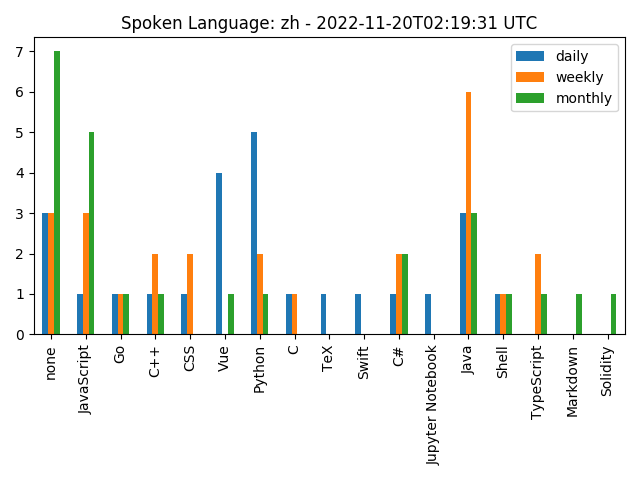 Spoken Language: zh - 2022-11-20T02:19:31 UTC
daily
weekly
monthly
7
6
5
4
3
2
1
0
none
JavaScript
Go
C++
CSS
Vue
Python
C
TeX
Swift
C#
Jupyter Notebook
Java
Shell
TypeScript
Markdown
Solidity